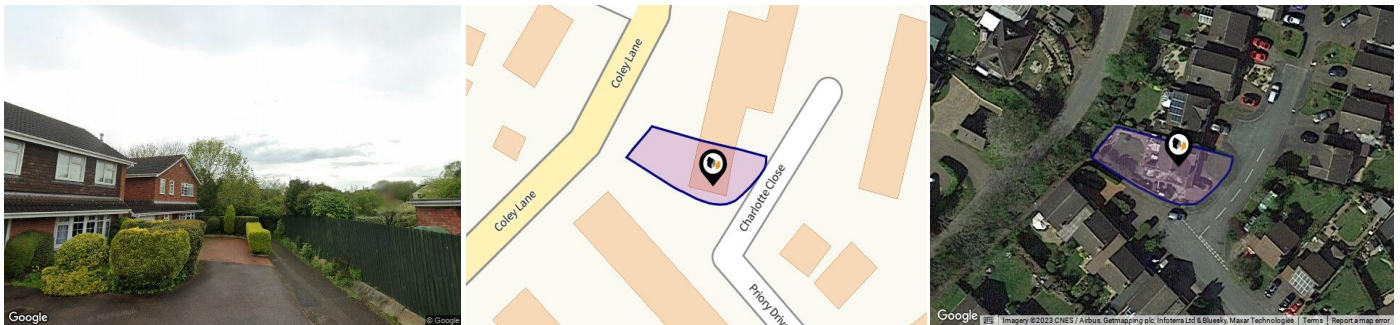 Google
© Google
Coley Lane
Coley Lane
Charlotte Close
Priory Drive
Google
Imagery ©2023 CNES / Airbus, Getmapping plc, Infoterra Ltd & Bluesky, Maxar Technologies
Terms
Report a map error